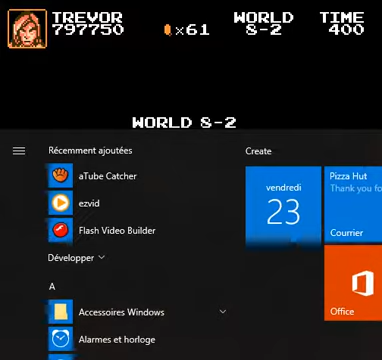 TREVOR WORLD TIME
797750 ×61 8-2 400
WORLD 8-2
Récemment ajoutées
Create
aTube Catcher
ezvid
Flash Video Builder
Développer
A
Accessoires Windows
Alarmes et horloge
vendredi
23
Pizza Hut
Thank you fo
Courrier
Office